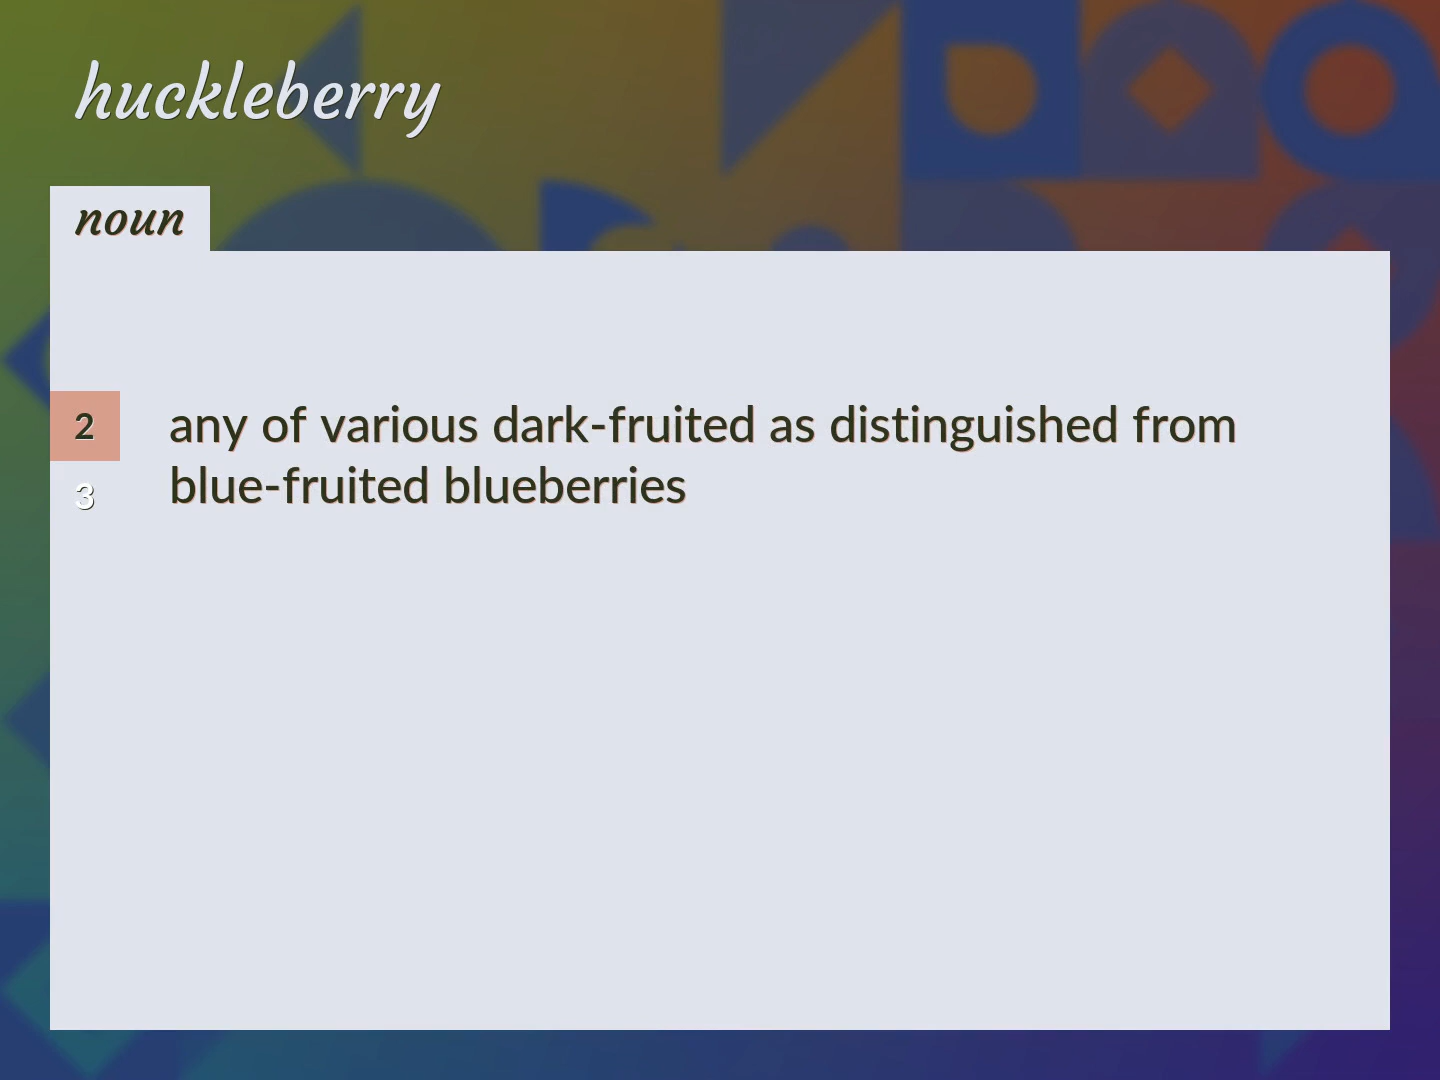 huckleberry
noun
2 any of various dark-fruited as distinguished from
blue-fruited blueberries
3